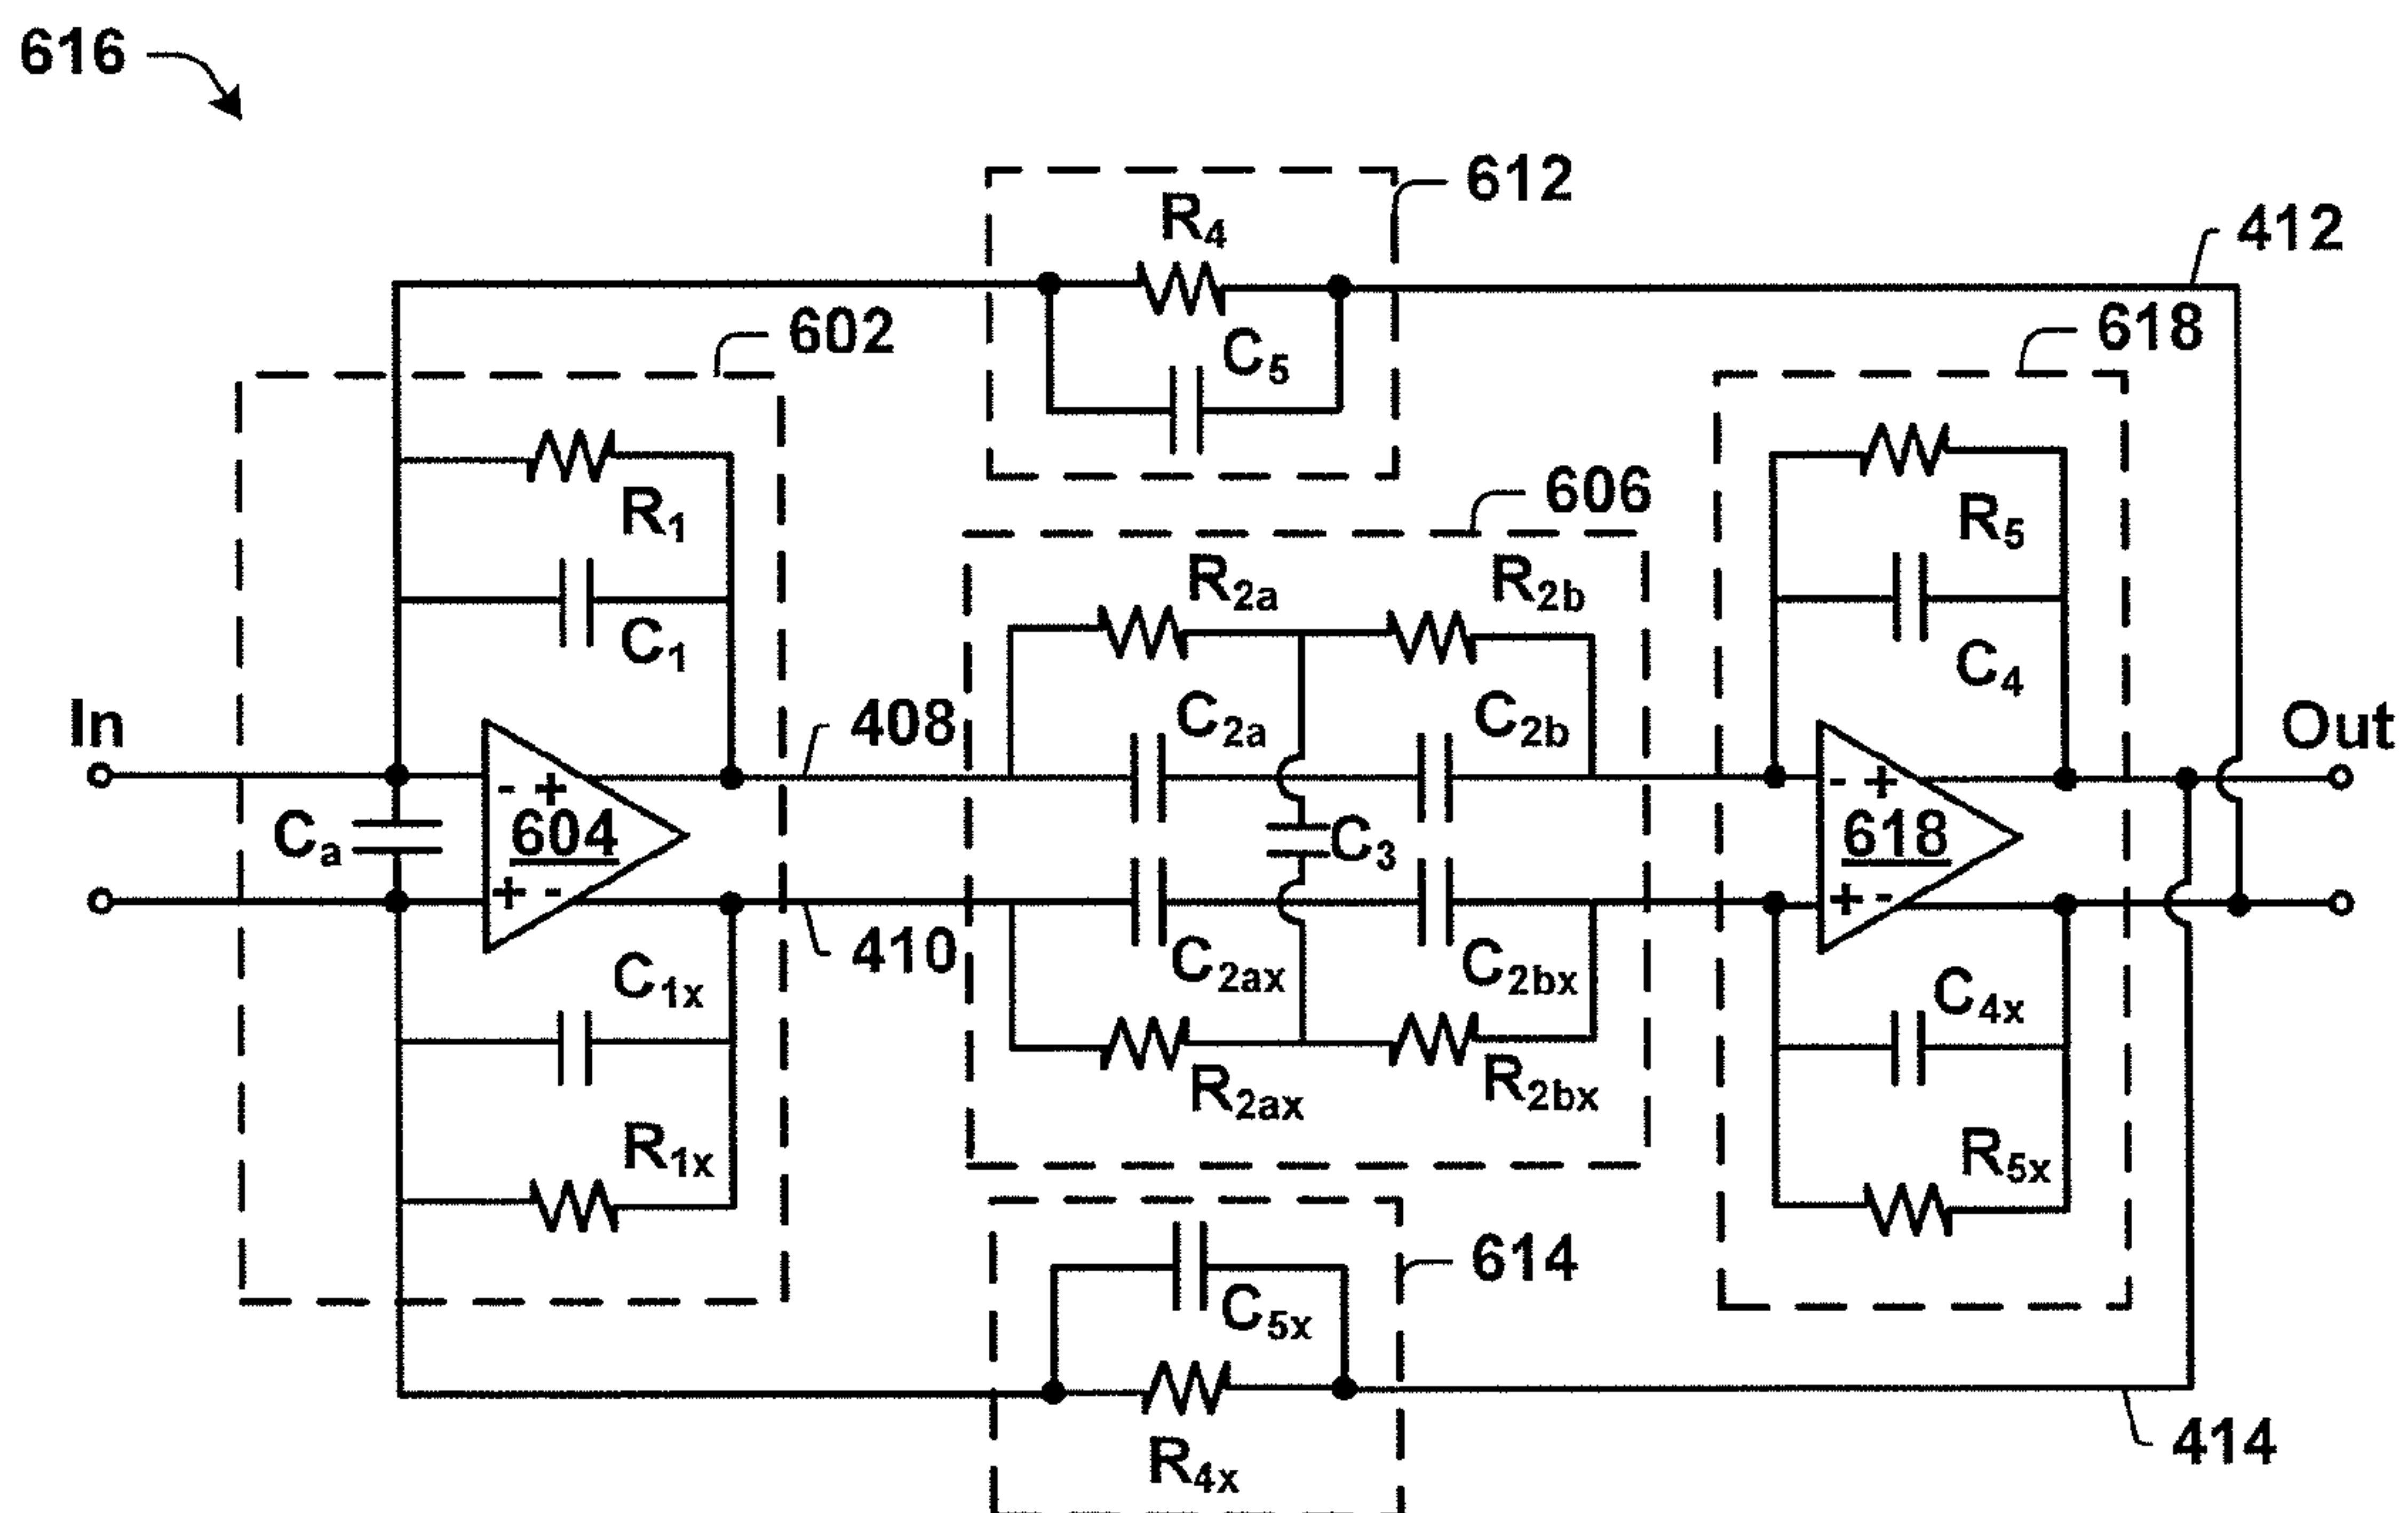 616
612
R4
412
C5
602
618
R1
606
R5
R2a
R2b
C1
C4
In
408
C2a
C2b
Out
- +
- +
Ca
604
C3
618
+ -
+ -
410
C1x
C2ax
C2bx
C4x
R2ax
R2bx
R1x
R5x
614
C5x
R4x
414